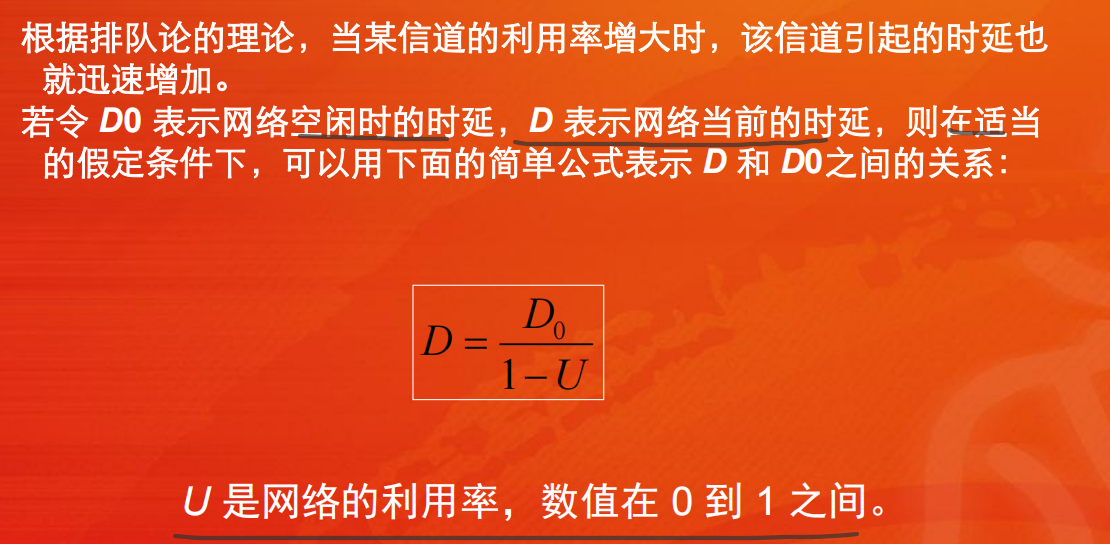 根据排队论的理论，当某信道的利用率增大时，该信道引起的时延也
就迅速增加。
若令 D0 表示网络空闲时的时延，D 表示网络当前的时延，则在适当
的假定条件下，可以用下面的简单公式表示 D 和 D0之间的关系：
D = D₀ / (1 − U)
U 是网络的利用率，数值在 0 到 1 之间。